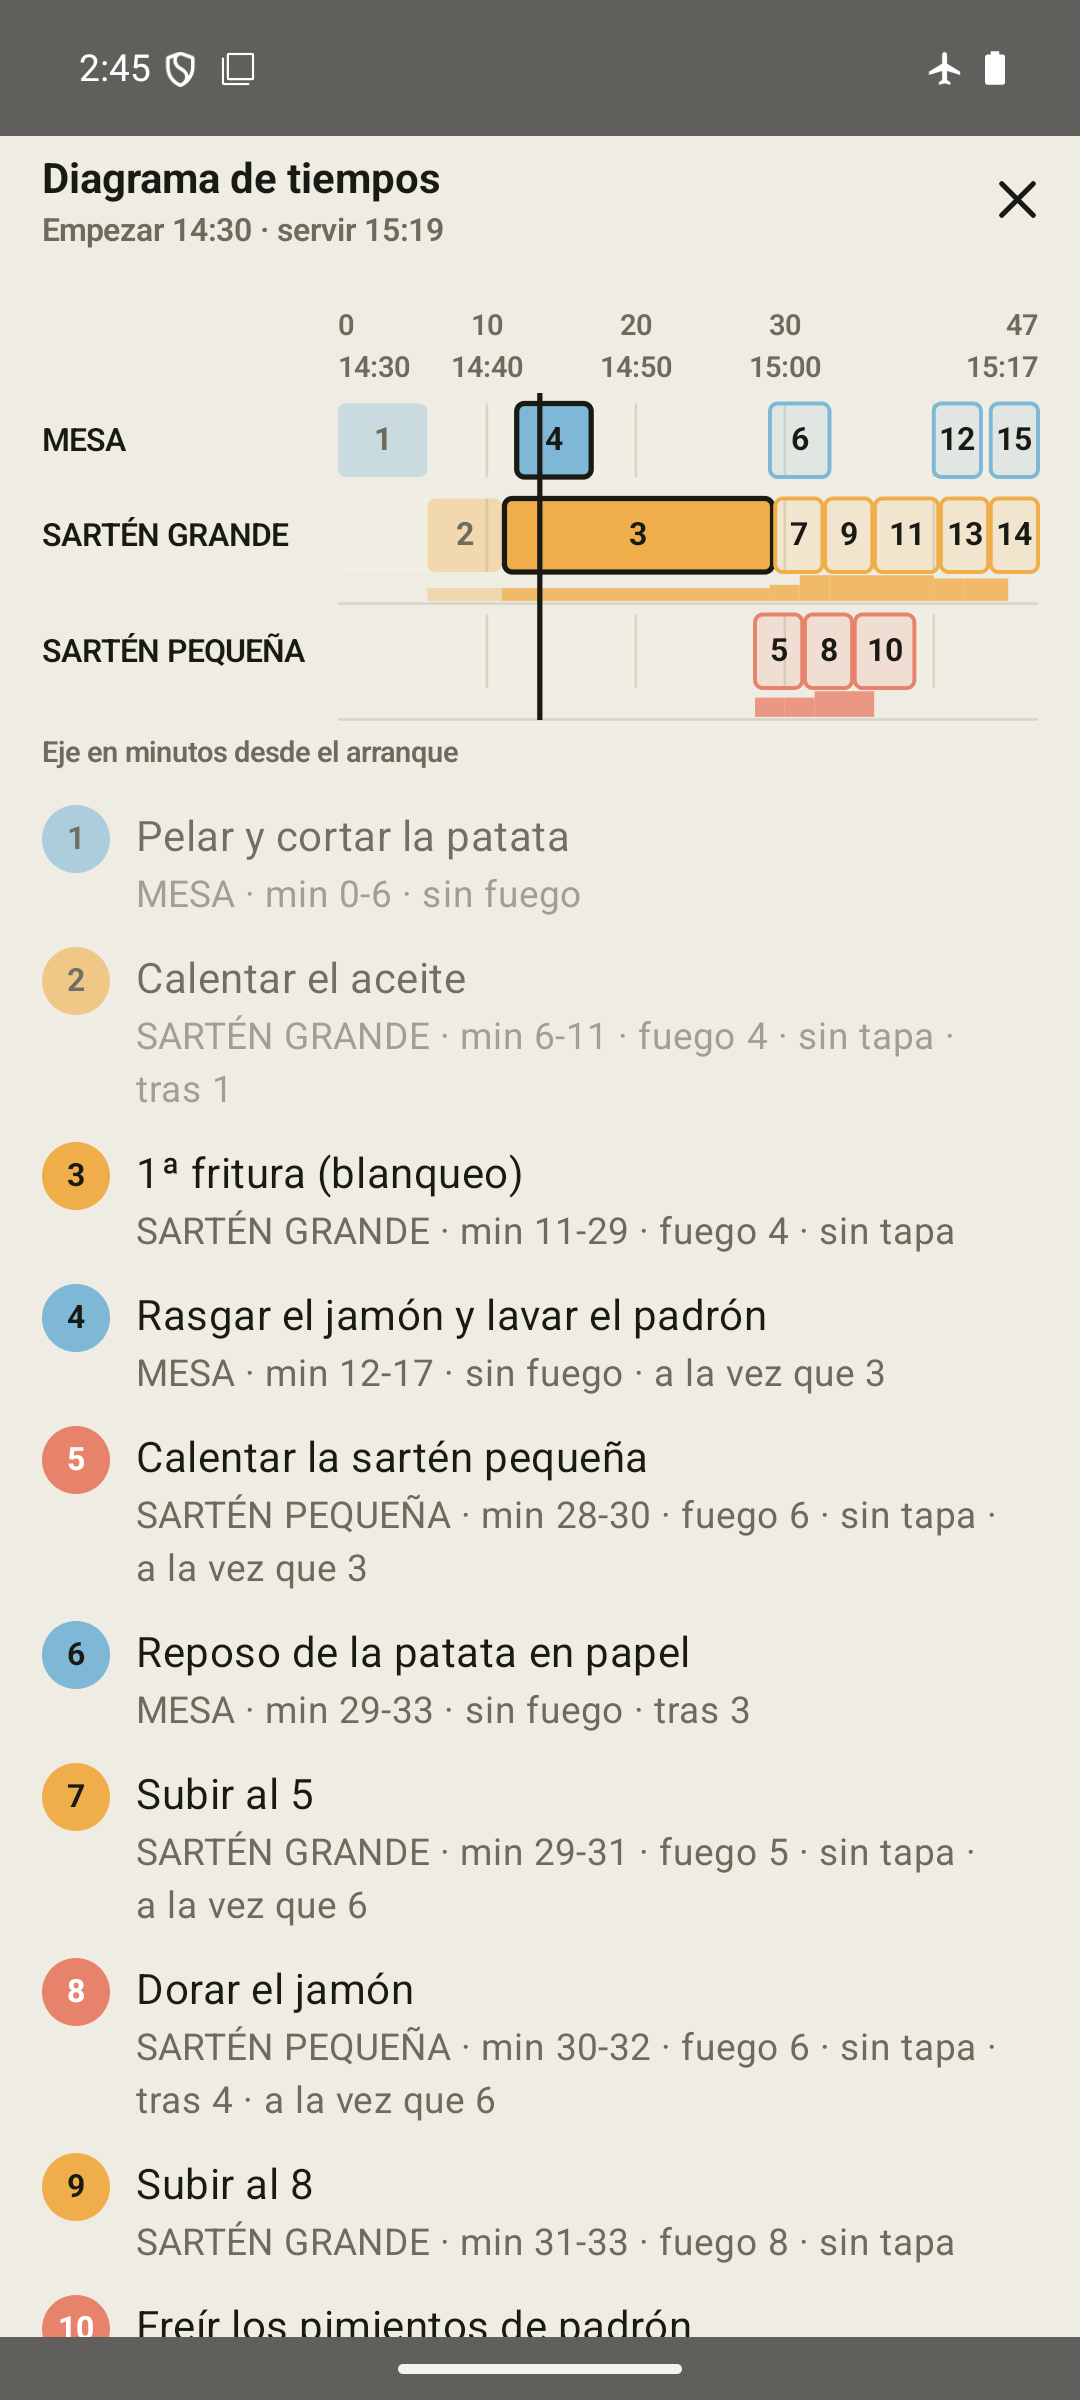 2:45
Diagrama de tiempos
Empezar 14:30 · servir 15:19
0 10 20 30 47
14:30 14:40 14:50 15:00 15:17
MESA 1 4 6 12 15
SARTÉN GRANDE 2 3 7 9 11 13 14
SARTÉN PEQUEÑA 5 8 10
Eje en minutos desde el arranque
1 Pelar y cortar la patata
MESA · min 0-6 · sin fuego
2 Calentar el aceite
SARTÉN GRANDE · min 6-11 · fuego 4 · sin tapa ·
tras 1
3 1ª fritura (blanqueo)
SARTÉN GRANDE · min 11-29 · fuego 4 · sin tapa
4 Rasgar el jamón y lavar el padrón
MESA · min 12-17 · sin fuego · a la vez que 3
5 Calentar la sartén pequeña
SARTÉN PEQUEÑA · min 28-30 · fuego 6 · sin tapa ·
a la vez que 3
6 Reposo de la patata en papel
MESA · min 29-33 · sin fuego · tras 3
7 Subir al 5
SARTÉN GRANDE · min 29-31 · fuego 5 · sin tapa ·
a la vez que 6
8 Dorar el jamón
SARTÉN PEQUEÑA · min 30-32 · fuego 6 · sin tapa ·
tras 4 · a la vez que 6
9 Subir al 8
SARTÉN GRANDE · min 31-33 · fuego 8 · sin tapa
10 Freír los pimientos de padrón